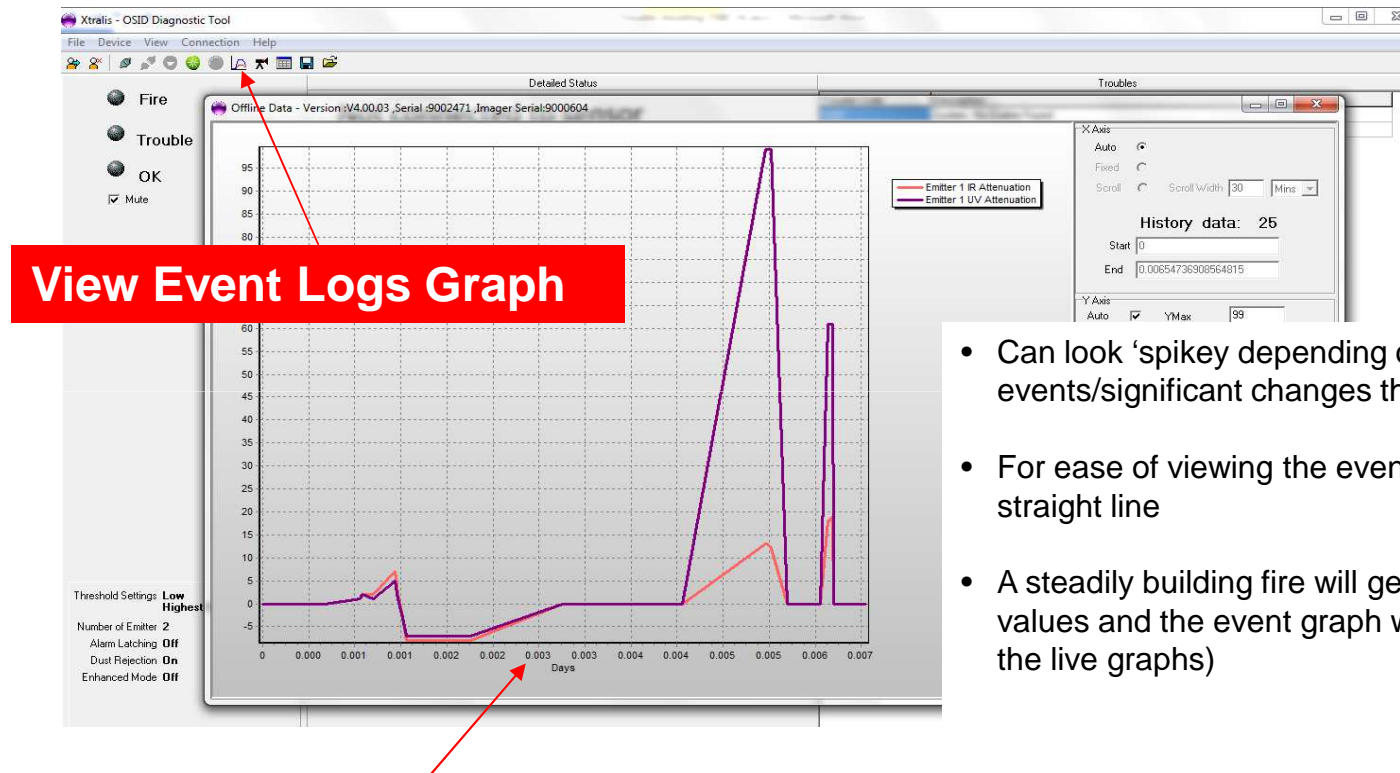 Xtralis - OSID Diagnostic Tool
File Device View Connection Help
Detailed Status
Troubles
Fire
Trouble
OK
Mute
Offline Data - Version :V4.00.03 ,Serial :9002471 ,Imager Serial:9000604
95
90
85
80
60
55
50
45
40
35
30
25
20
15
10
5
0
-5
0 0.000 0.001 0.001 0.002 0.002 0.003 0.003 0.004 0.004 0.005 0.005 0.006 0.007
Days
Emitter 1 IR Attenuation
Emitter 1 UV Attenuation
X Axis
Auto
Fixed
Scroll Scroll Width 30 Mins
History data: 25
Start 0
End 0.00654736908564815
Y Axis
Auto YMax 99
View Event Logs Graph
Threshold Settings Low
Highest
Number of Emitter 2
Alarm Latching Off
Dust Rejection On
Enhanced Mode Off
• Can look ‘spikey depending
events/significant changes
• For ease of viewing the
straight line
• A steadily building fire will
values and the event graph
the live graphs)